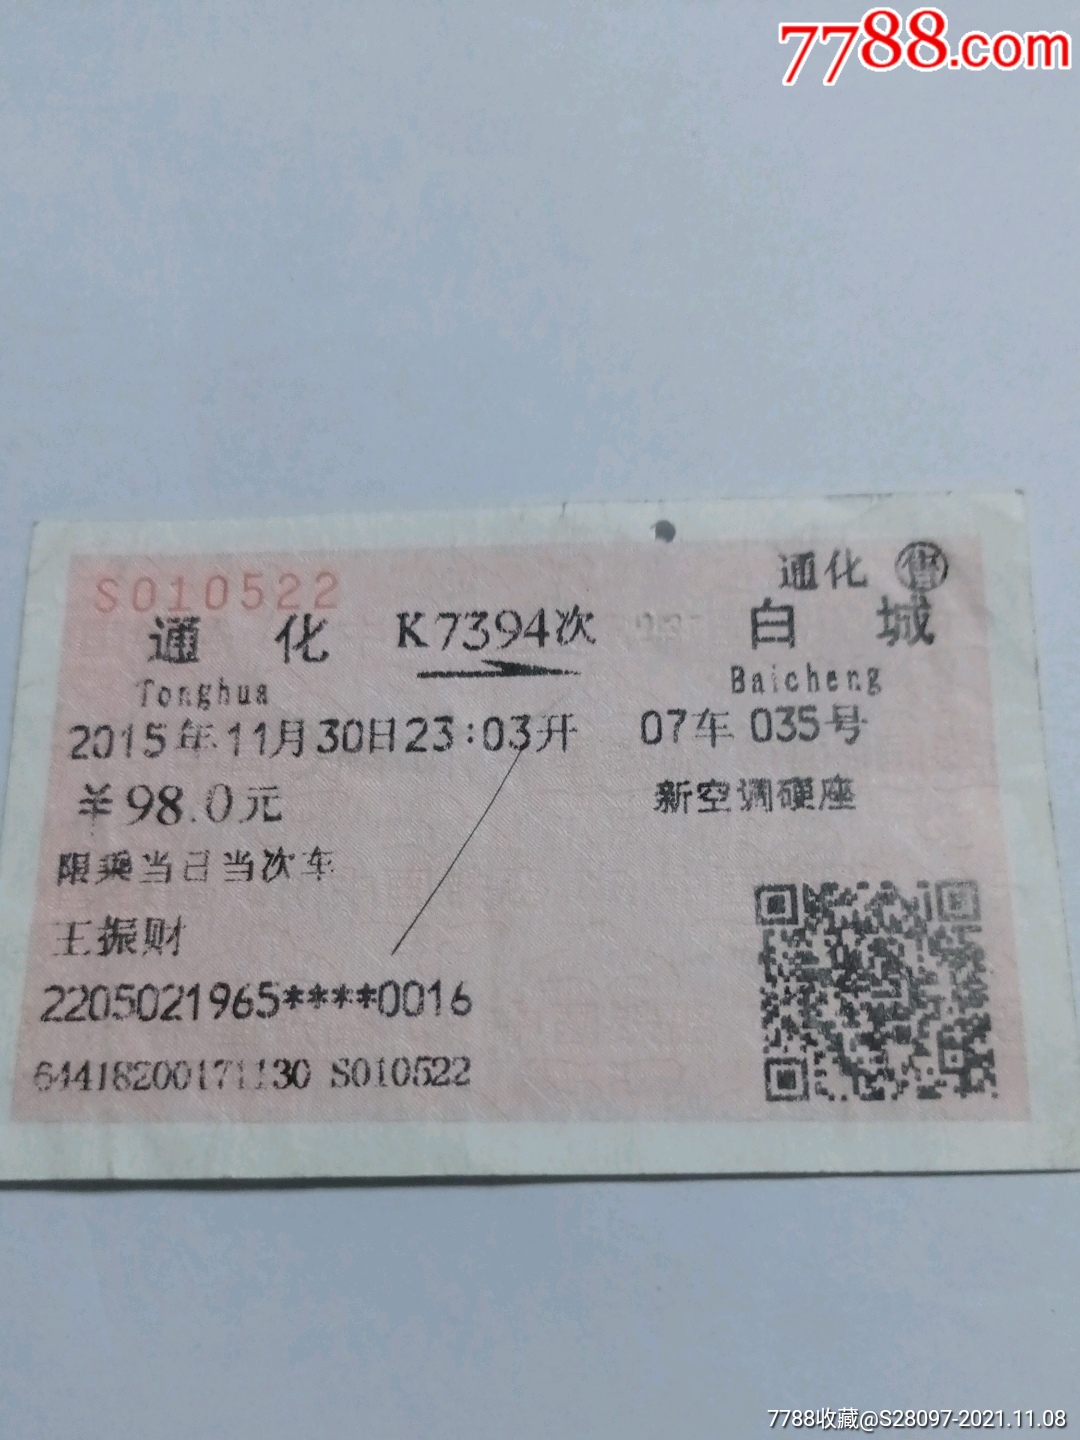 7788.com
S010522
通化 售
通化 K7394次 白城
Tonghua Baicheng
2015年11月30日23:03开 07车035号
¥98.0元 新空调硬座
限乘当日当次车
王振财
2205021965****0016
64418200171130 S010522
7788收藏@S28097-2021.11.08